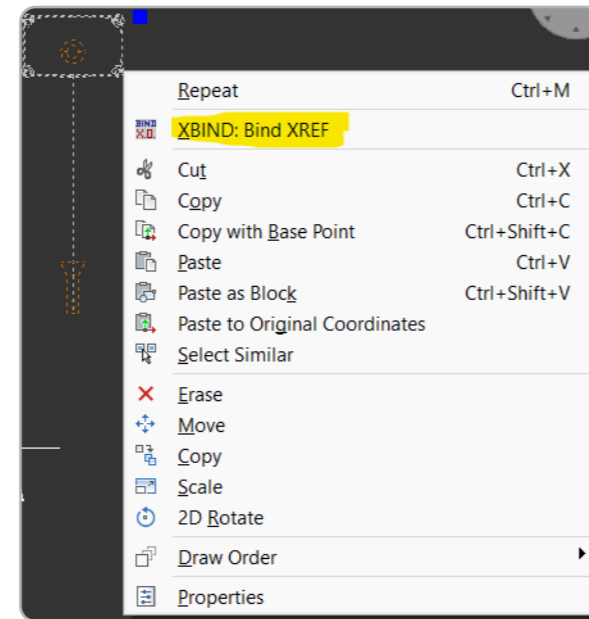 Repeat Ctrl+M
BIND
X.D. XBIND: Bind XREF
Cut Ctrl+X
Copy Ctrl+C
Copy with Base Point Ctrl+Shift+C
Paste Ctrl+V
Paste as Block Ctrl+Shift+V
Paste to Original Coordinates
Select Similar
Erase
Move
Copy
Scale
2D Rotate
Draw Order
Properties